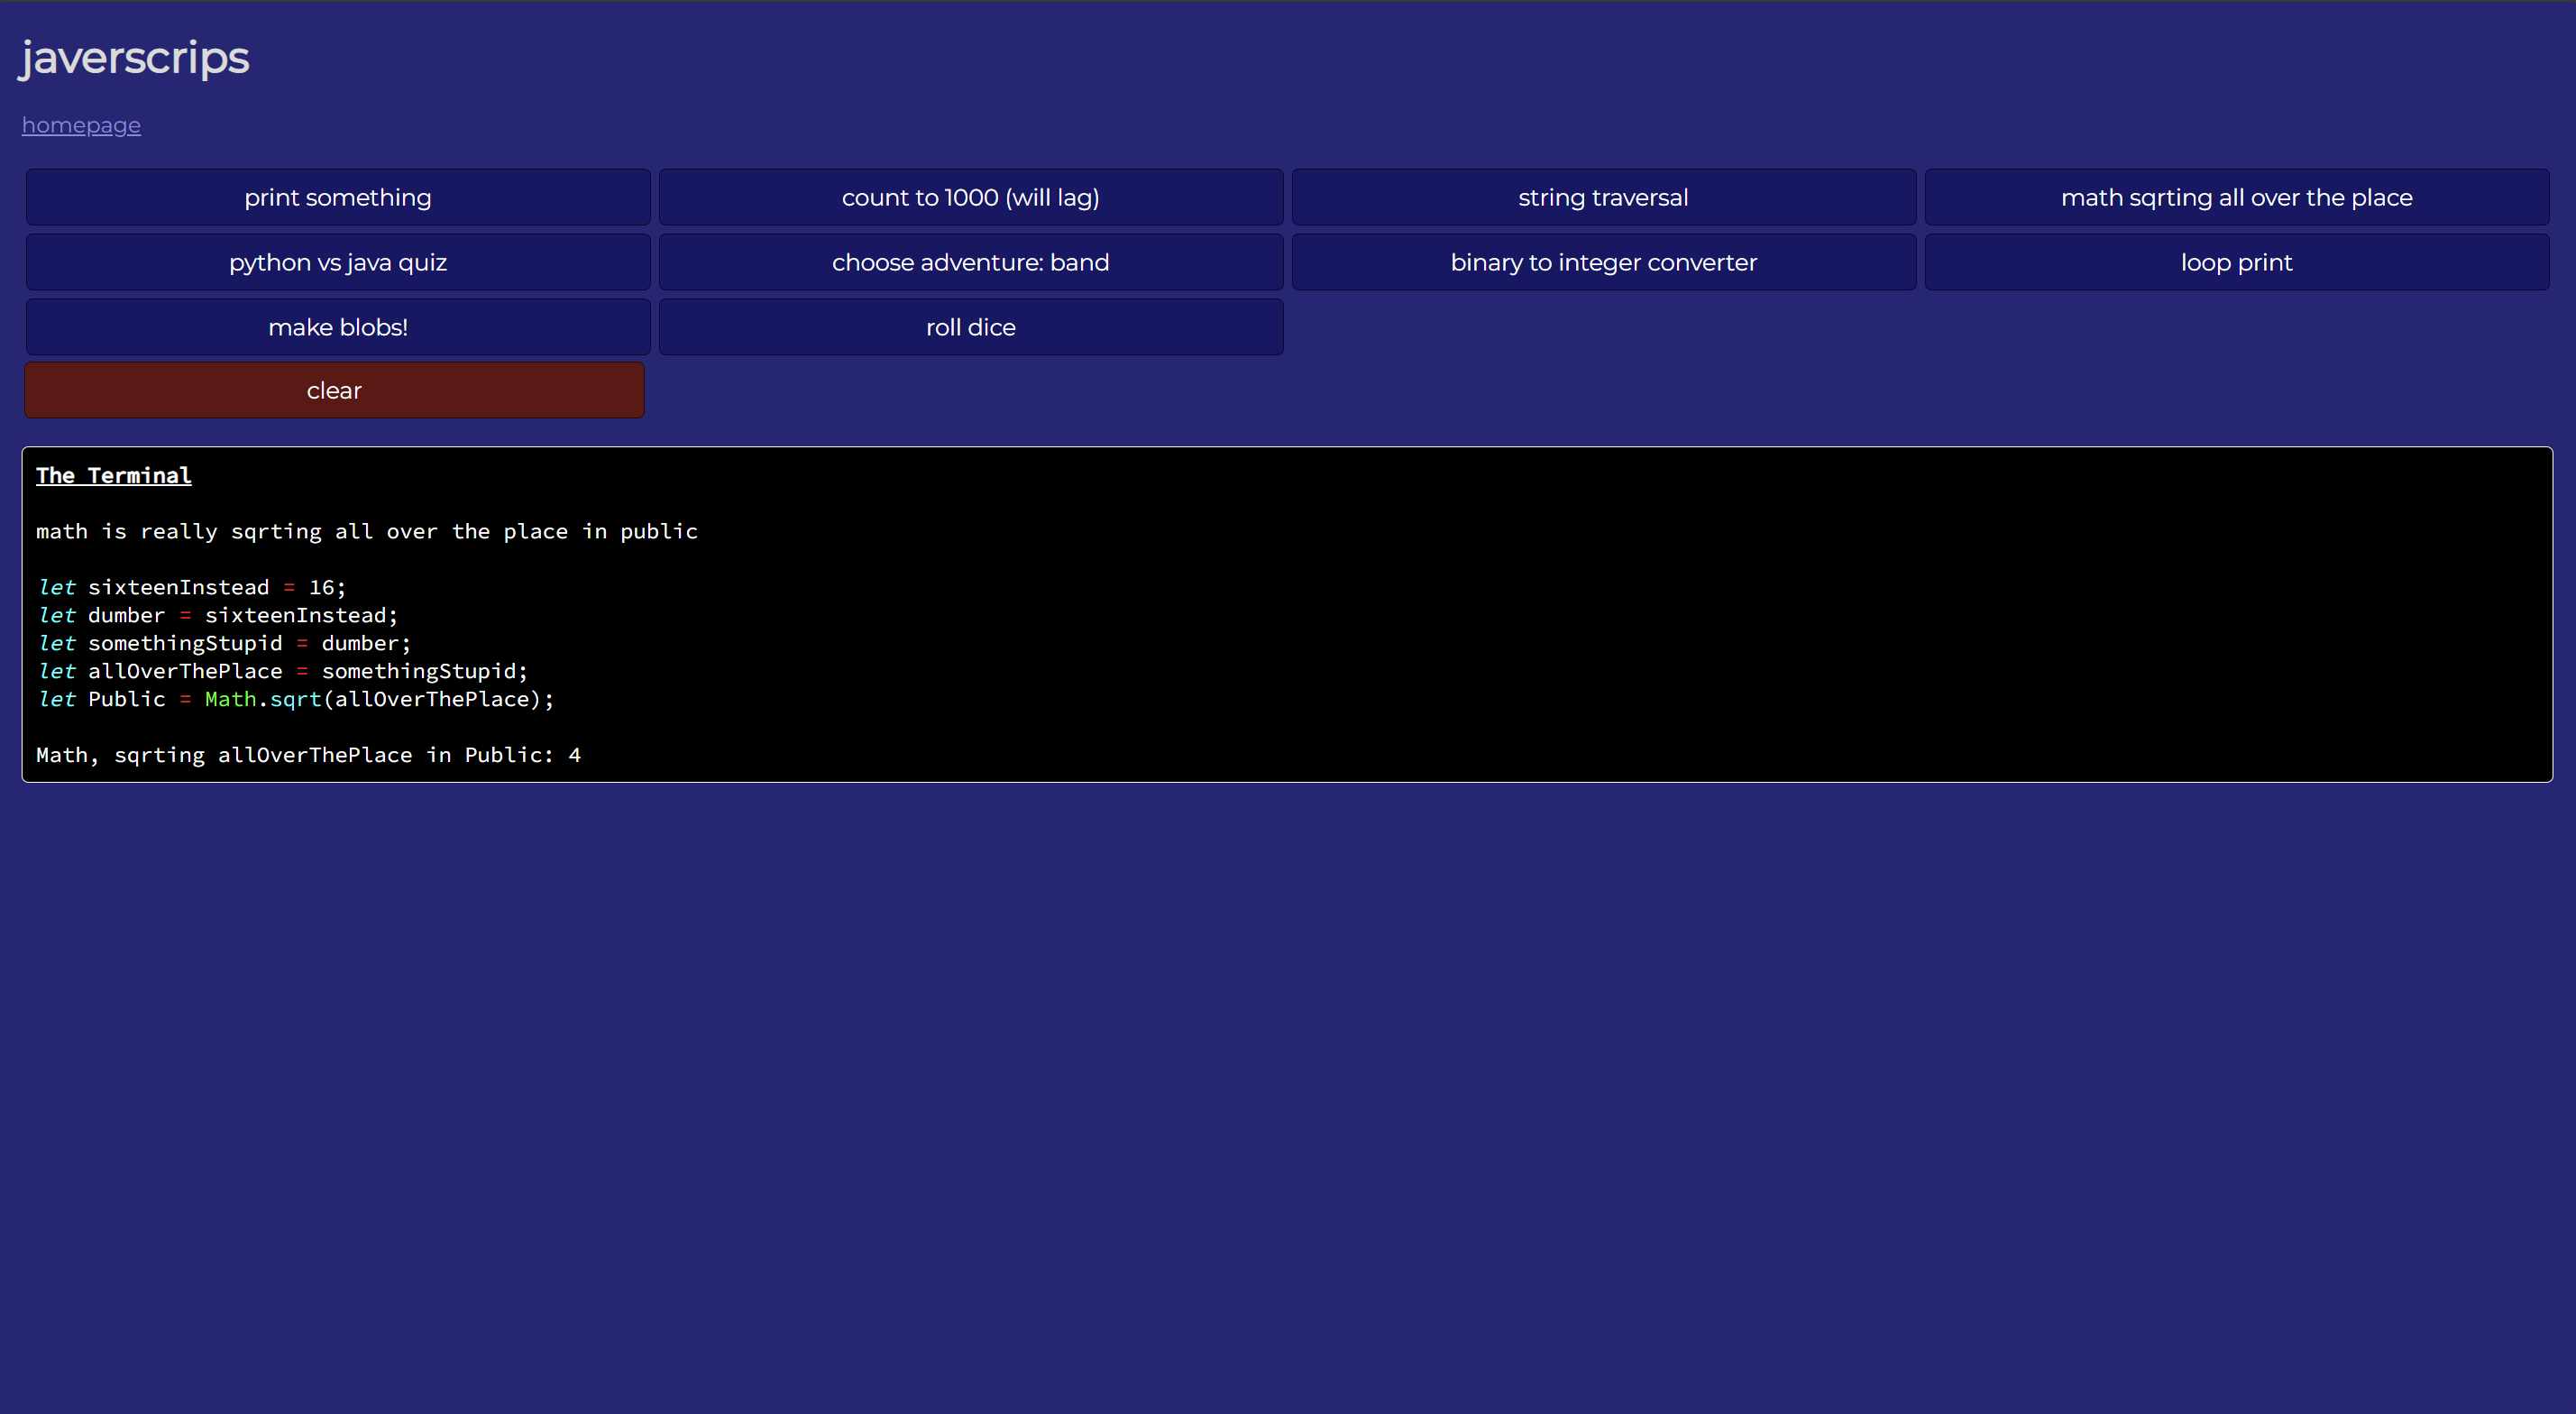 javerscrips
homepage
print something
count to 1000 (will lag)
string traversal
math sqrting all over the place
python vs java quiz
choose adventure: band
binary to integer converter
loop print
make blobs!
roll dice
clear
The Terminal
math is really sqrting all over the place in public
let sixteenInstead = 16;
let dumber = sixteenInstead;
let somethingStupid = dumber;
let allOverThePlace = somethingStupid;
let Public = Math.sqrt(allOverThePlace);
Math, sqrting allOverThePlace in Public: 4